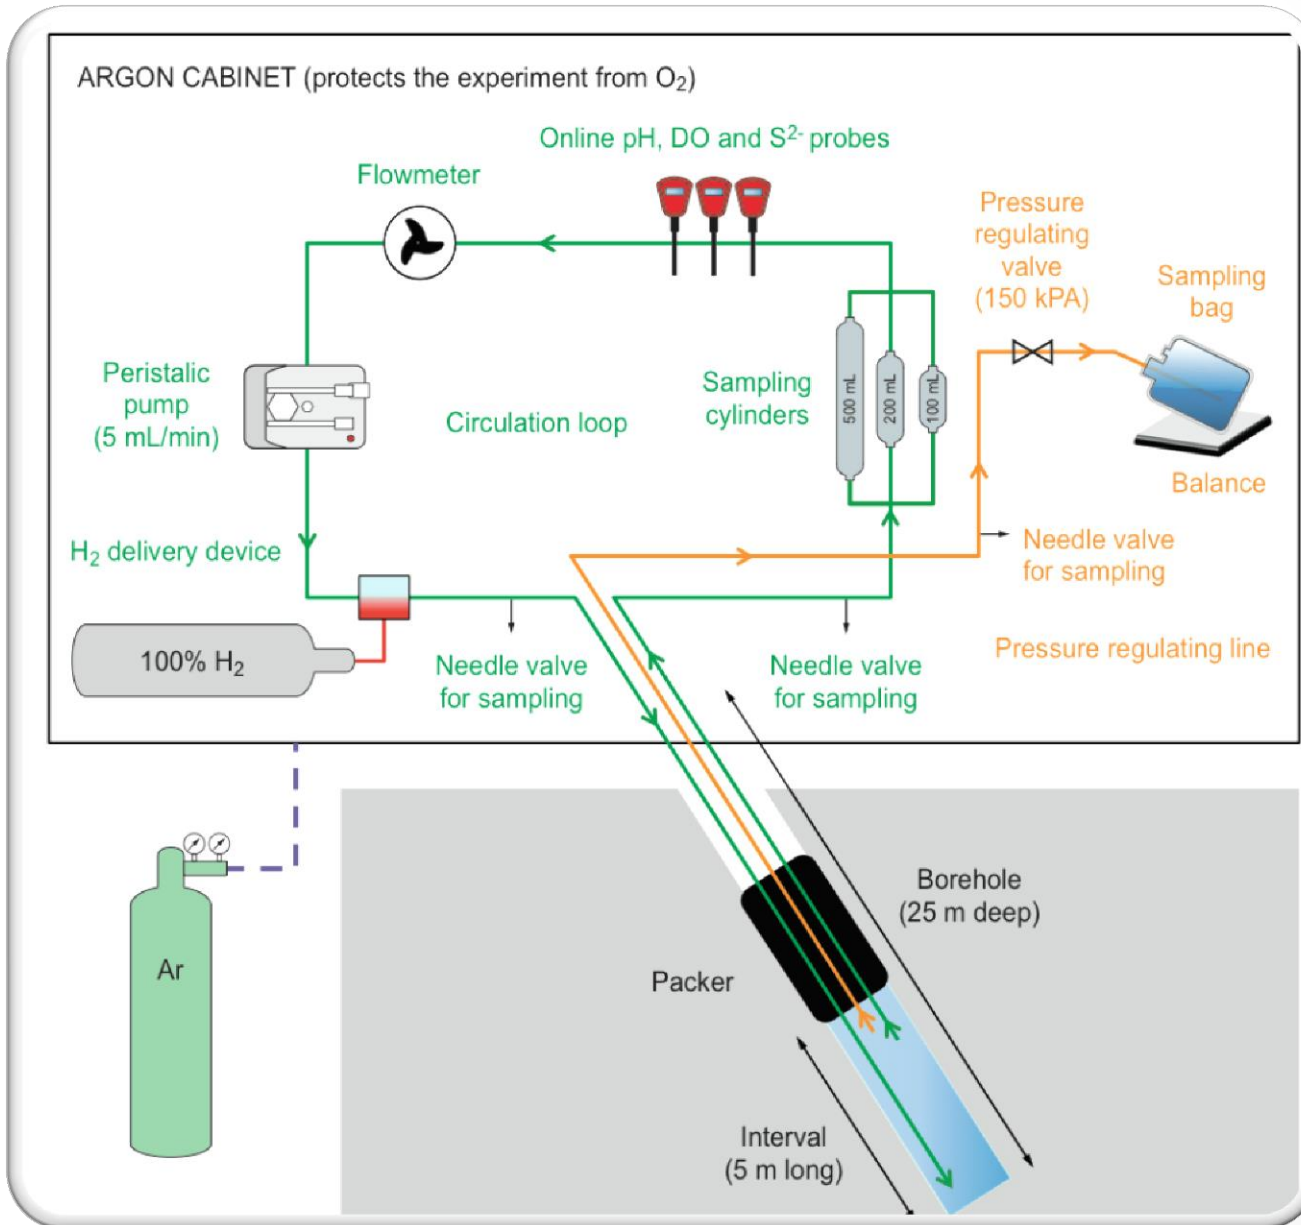 ARGON CABINET (protects the experiment from O₂)
Online pH, DO and S²⁻ probes
Flowmeter
Pressure
regulating
valve
(150 kPA)
Sampling
bag
Peristalic
pump
(5 mL/min)
Circulation loop
Sampling
cylinders
500 mL
200 mL
100 mL
Balance
H₂ delivery device
Needle valve
for sampling
100% H₂
Needle valve
for sampling
Needle valve
for sampling
Pressure regulating line
Borehole
(25 m deep)
Ar
Packer
Interval
(5 m long)